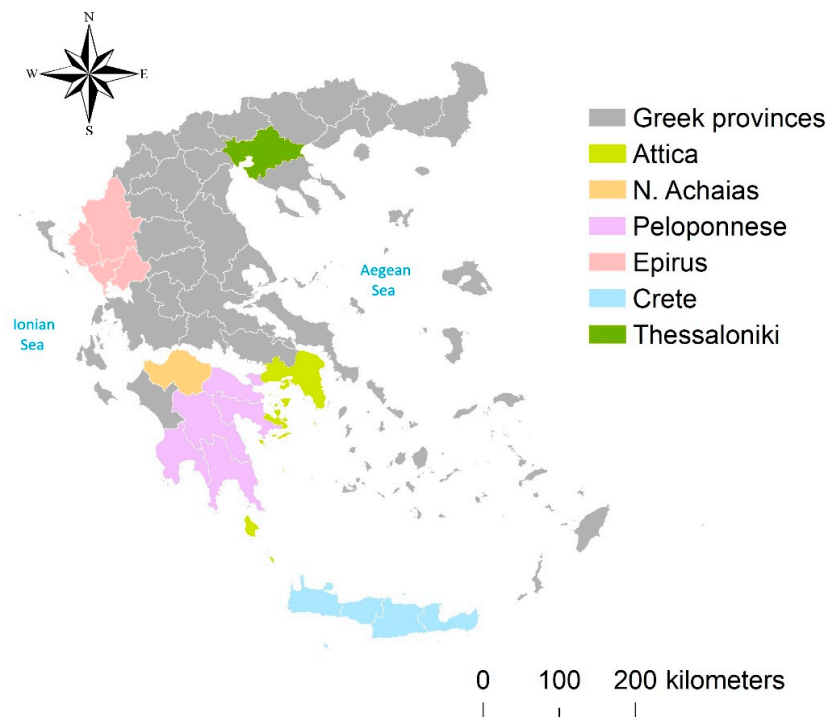 N
W E
S
Greek provinces
Attica
N. Achaias
Peloponnese
Epirus
Crete
Thessaloniki
Aegean
Sea
Ionian
Sea
0 100 200 kilometers